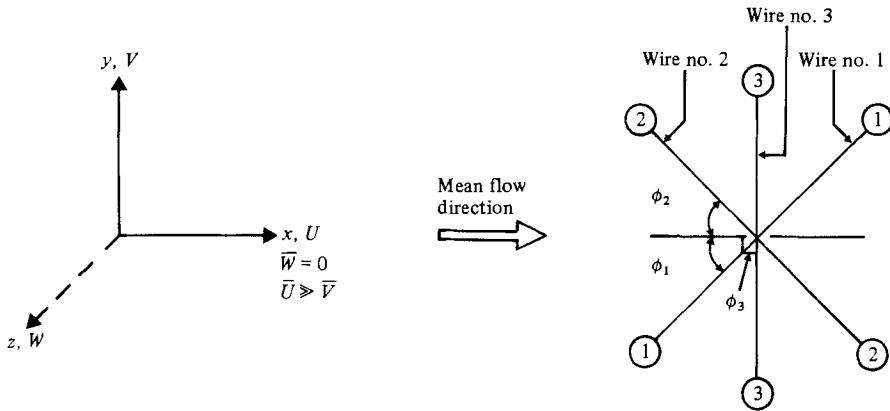 Wire no. 3
Wire no. 2
Wire no. 1
y, V
3
2
1
Mean flow
direction
ϕ₂
x, U
W̅ = 0
U̅ ≫ V̅
ϕ₁
ϕ₃
z, W
1
2
3